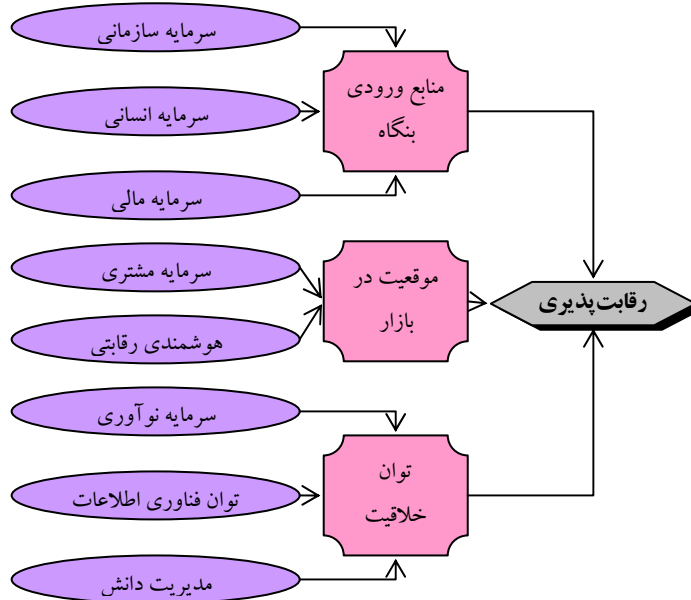 سرمایه سازمانی
منابع ورودی
بنگاه
سرمایه انسانی
سرمایه مالی
سرمایه مشتری
موقعیت در
بازار
رقابت‌پذیری
هوشمندی رقابتی
سرمایه نوآوری
توان
خلاقیت
توان فناوری اطلاعات
مدیریت دانش